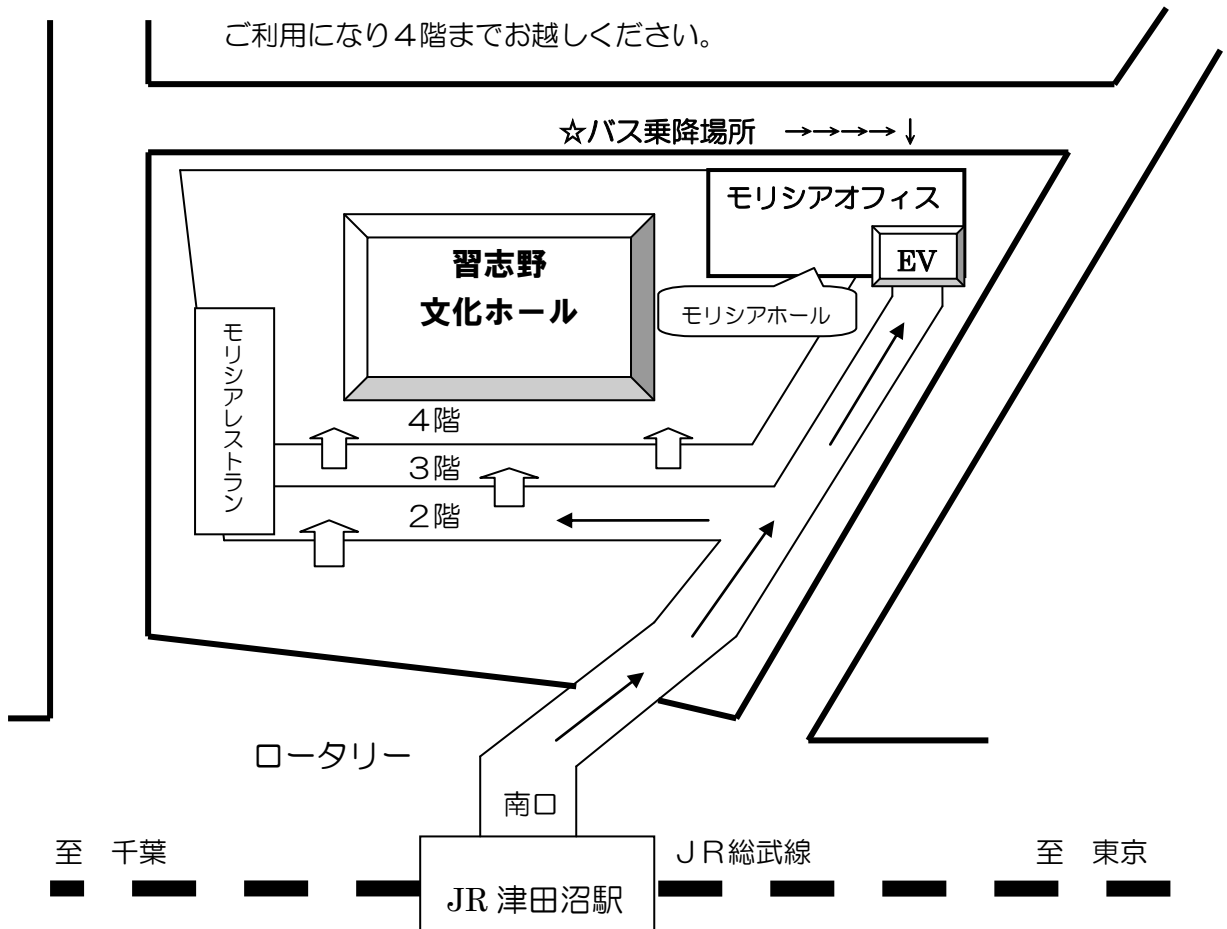 ご利用になり４階までお越しください。
☆バス乗降場所　→→→→↓
モリシアオフィス
EV
習志野
文化ホール
モリシアホール
モリシアレストラン
４階
３階
２階
ロータリー
南口
至　千葉
ＪＲ総武線
至　東京
JR 津田沼駅